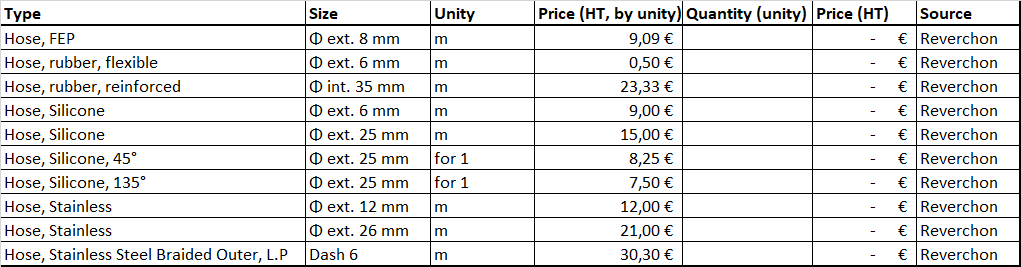 Type Size Unity Price (HT, by unity) Quantity (unity) Price (HT) Source
Hose, FEP Φ ext. 8 mm m 9,09 € - € Reverchon
Hose, rubber, flexible Φ ext. 6 mm m 0,50 € - € Reverchon
Hose, rubber, reinforced Φ int. 35 mm m 23,33 € - € Reverchon
Hose, Silicone Φ ext. 6 mm m 9,00 € - € Reverchon
Hose, Silicone Φ ext. 25 mm m 15,00 € - € Reverchon
Hose, Silicone, 45° Φ ext. 25 mm for 1 8,25 € - € Reverchon
Hose, Silicone, 135° Φ ext. 25 mm for 1 7,50 € - € Reverchon
Hose, Stainless Φ ext. 12 mm m 12,00 € - € Reverchon
Hose, Stainless Φ ext. 26 mm m 21,00 € - € Reverchon
Hose, Stainless Steel Braided Outer, L.P Dash 6 m 30,30 € - € Reverchon